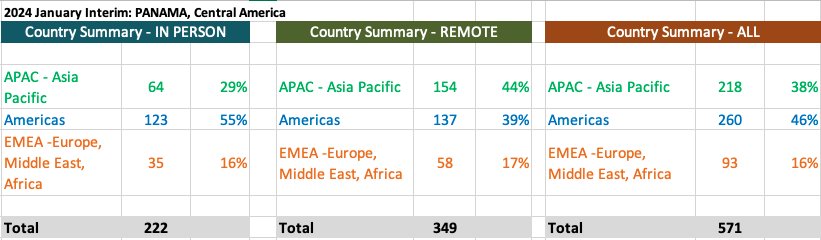 2024 January Interim: PANAMA, Central America
Country Summary - IN PERSON Country Summary - REMOTE Country Summary - ALL
APAC - Asia Pacific 64 29% APAC - Asia Pacific 154 44% APAC - Asia Pacific 218 38%
Americas 123 55% Americas 137 39% Americas 260 46%
EMEA -Europe, Middle East, Africa 35 16% EMEA -Europe, Middle East, Africa 58 17% EMEA -Europe, Middle East, Africa 93 16%
Total 222 Total 349 Total 571